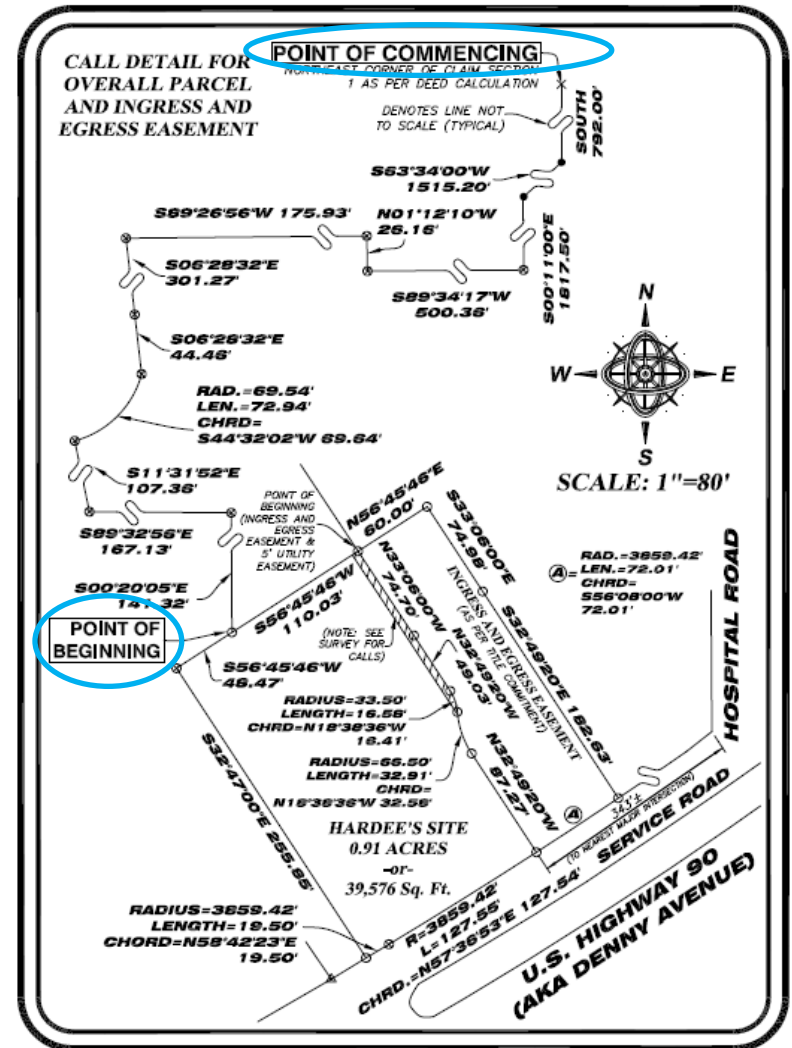 CALL DETAIL FOR
OVERALL PARCEL
AND INGRESS AND
EGRESS EASEMENT
POINT OF COMMENCING
NORTHEAST CORNER OF CLAIM SECTION
1 AS PER DEED CALCULATION
DENOTES LINE NOT
TO SCALE (TYPICAL)
SOUTH
792.00'
S63°34'00"W
1515.20'
S00°11'00"E
1817.50'
S89°34'17"W
500.36'
N01°12'10"W
26.16'
S89°26'56"W 175.93'
S06°28'32"E
301.27'
S06°28'32"E
44.46'
RAD.=69.54'
LEN.=72.94'
CHRD=
S44°32'02"W 69.64'
S11°31'52"E
107.36'
S89°32'56"E
167.13'
S00°20'05"E
141.32'
N
W
E
S
SCALE: 1"=80'
POINT OF
BEGINNING
(INGRESS AND
EGRESS
EASEMENT &
5' UTILITY
EASEMENT)
N56°45'46"E
60.00'
S33°06'00"E
74.98'
S32°49'20"E 182.63'
A=
RAD.=3859.42'
LEN.=72.01'
CHRD=
S56°08'00"W
72.01'
HOSPITAL ROAD
POINT OF
BEGINNING
S56°45'46"W
110.03'
S56°45'46"W
46.47'
(NOTE: SEE
SURVEY FOR
CALLS)
N33°06'00"W
74.70'
N32°49'20"W
49.03'
INGRESS AND EGRESS EASEMENT
(AS PER TITLE COMMITMENT)
RADIUS=33.50'
LENGTH=16.58'
CHRD=N18°38'36"W
16.41'
RADIUS=66.50'
LENGTH=32.91'
CHRD=
N16°36'36"W 32.56'
N32°49'20"W
87.27'
A
343'±
(TO NEAREST MAJOR INTERSECTION)
SERVICE ROAD
S32°47'00"E 255.85'
HARDEE'S SITE
0.91 ACRES
-or-
39,576 Sq. Ft.
RADIUS=3859.42'
LENGTH=19.50'
CHORD=N58°42'23"E
19.50'
R=3859.42'
L=127.55'
CHRD.=N57°36'53"E 127.54'
U.S. HIGHWAY 90
(AKA DENNY AVENUE)